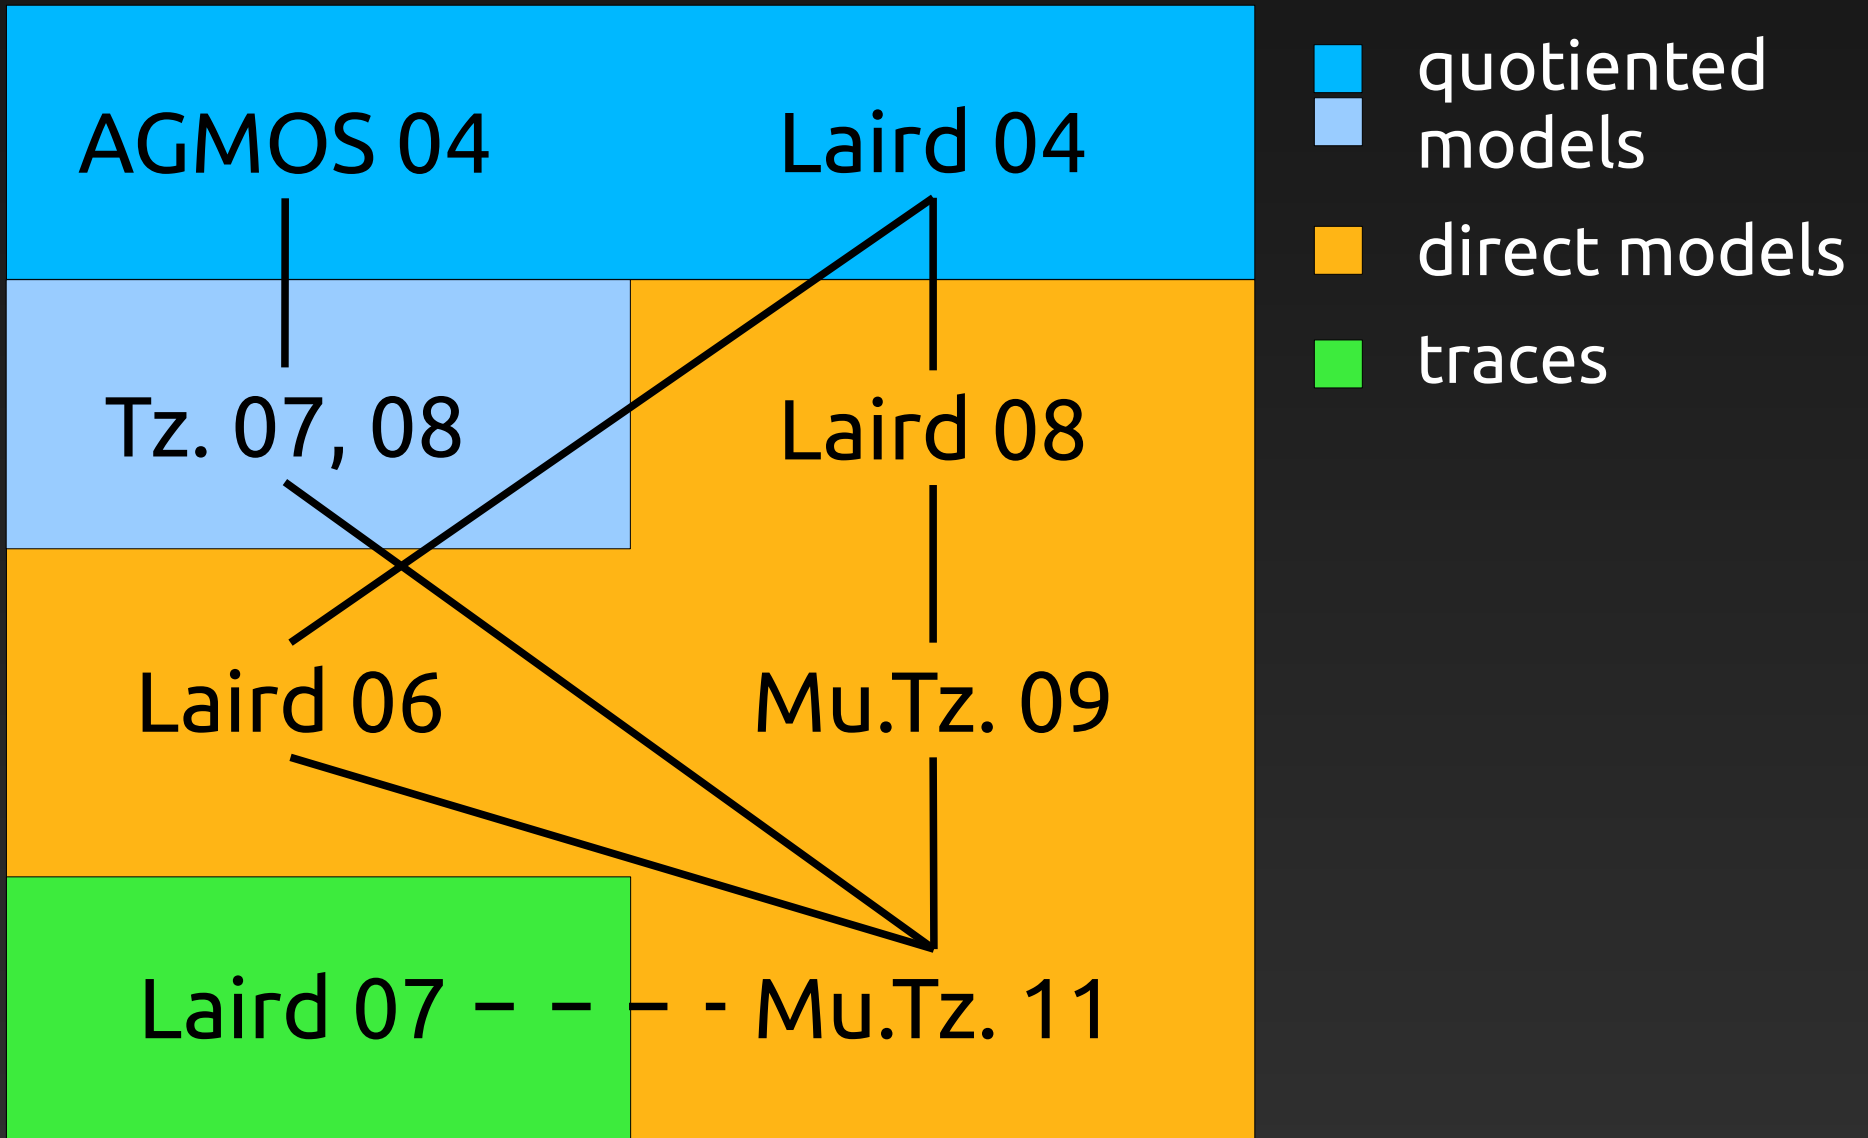 AGMOS 04
Laird 04
Tz. 07, 08
Laird 08
Laird 06
Mu.Tz. 09
Laird 07
Mu.Tz. 11
quotiented
models
direct models
traces